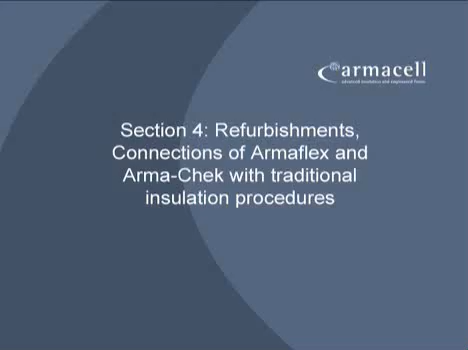 armacell
advanced insulation and engineered foams
Section 4: Refurbishments,
Connections of Armaflex and
Arma-Chek with traditional
insulation procedures